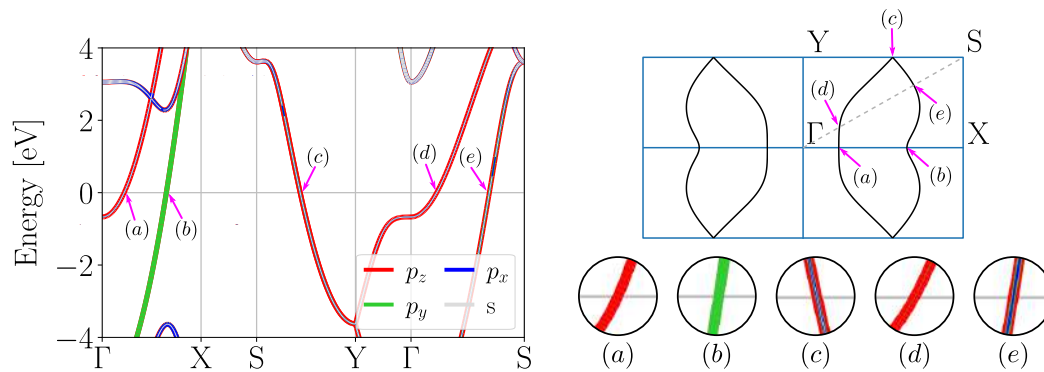 4
2
0
−2
−4
Energy [eV]
Γ X S Y Γ S
(a)
(b)
(c)
(d)
(e)
p_z p_x
p_y s
(c)
Y S
(d)
(e)
Γ X
(a) (b)
(a) (b) (c) (d) (e)